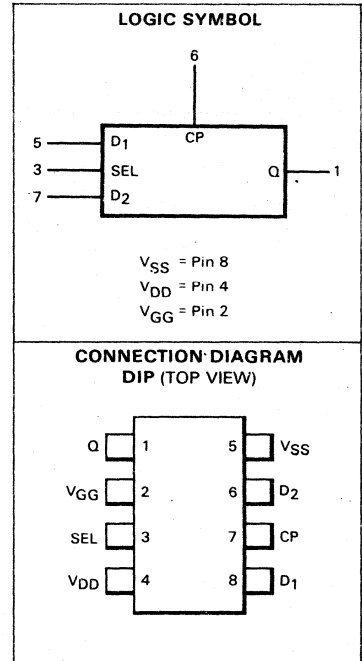 LOGIC SYMBOL
6
CP
5 D1
3 SEL Q 1
7 D2
VSS = Pin 8
VDD = Pin 4
VGG = Pin 2
CONNECTION DIAGRAM
DIP (TOP VIEW)
Q 1 5 VSS
VGG 2 6 D2
SEL 3 7 CP
VDD 4 8 D1